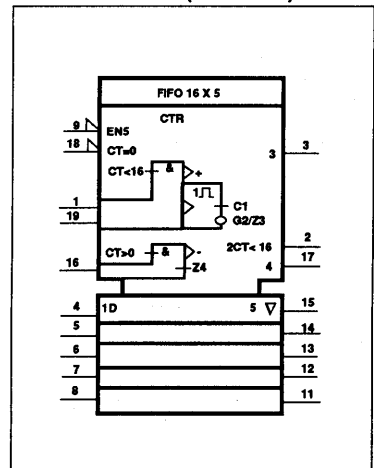 FIFO 16 X 5
CTR
9 EN5
18 CT=0
3 3
CT<16 & +
1
1
19
C1
G2/Z3
2CT<16 2
16 CT>0 & -
Z4
4 17
4 1D 5 ▽ 15
5 14
6 13
7 12
8 11